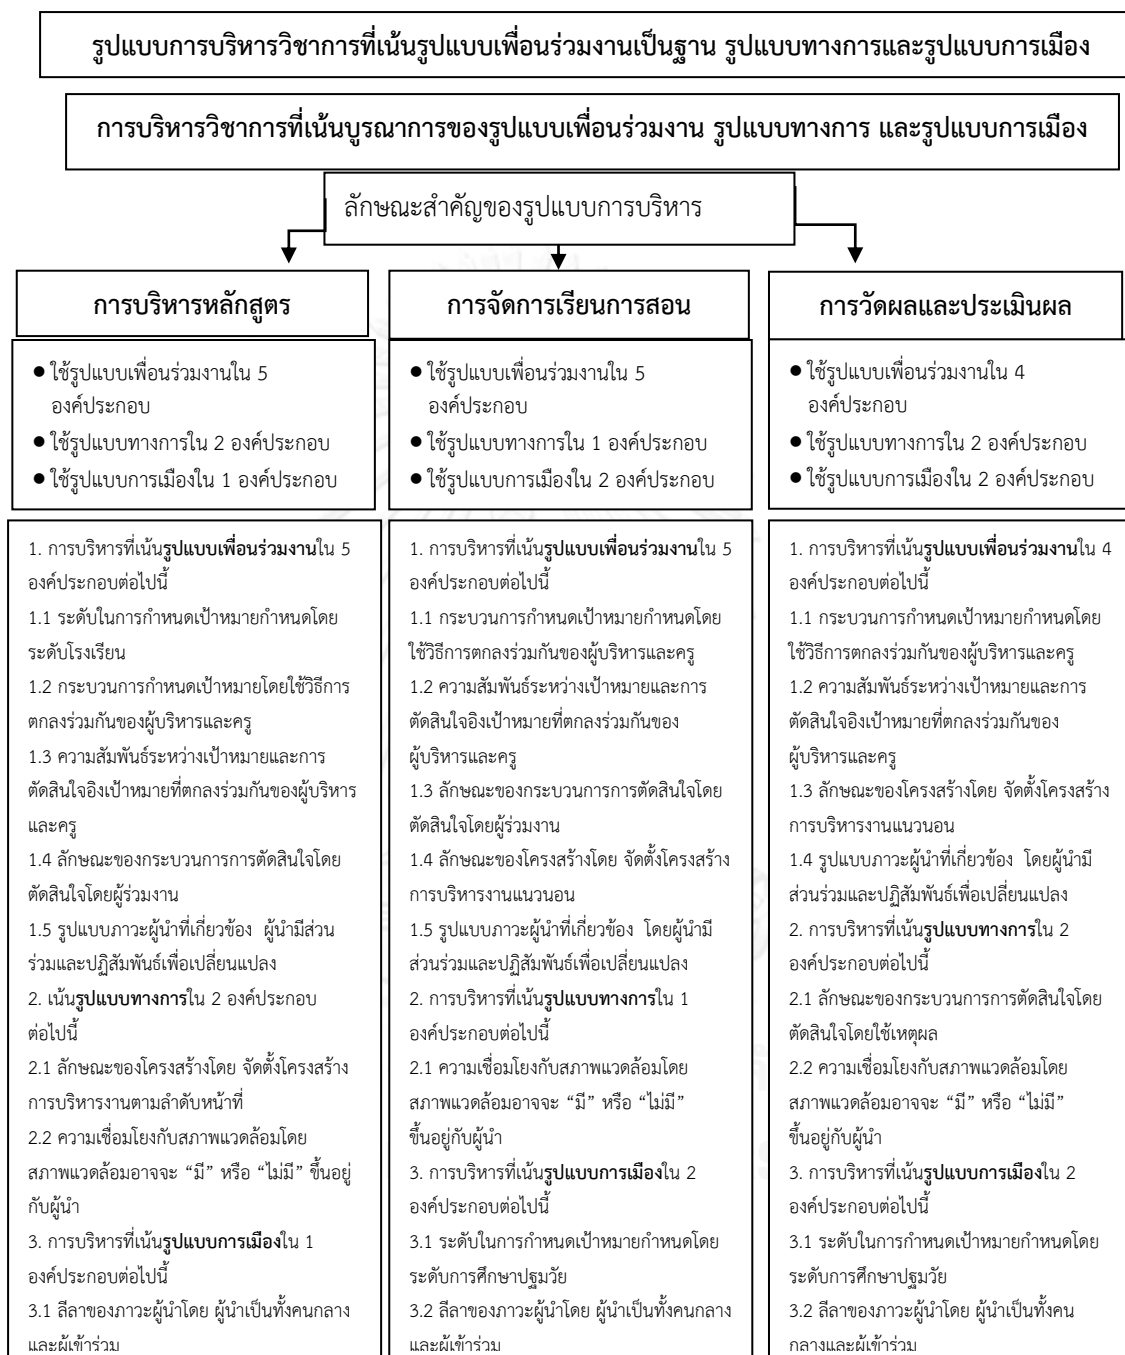 รูปแบบการบริหารวิชาการที่เน้นรูปแบบเพื่อนร่วมงานเป็นฐาน รูปแบบทางการและรูปแบบการเมือง
การบริหารวิชาการที่เน้นบูรณาการของรูปแบบเพื่อนร่วมงาน รูปแบบทางการ และรูปแบบการเมือง
ลักษณะสำคัญของรูปแบบการบริหาร
การบริหารหลักสูตร
● ใช้รูปแบบเพื่อนร่วมงานใน 5
องค์ประกอบ
● ใช้รูปแบบทางการใน 2 องค์ประกอบ
● ใช้รูปแบบการเมืองใน 1 องค์ประกอบ
1. การบริหารที่เน้นรูปแบบเพื่อนร่วมงานใน 5
องค์ประกอบต่อไปนี้
1.1 ระดับในการกำหนดเป้าหมายกำหนดโดย
ระดับโรงเรียน
1.2 กระบวนการกำหนดเป้าหมายโดยใช้วิธีการ
ตกลงร่วมกันของผู้บริหารและครู
1.3 ความสัมพันธ์ระหว่างเป้าหมายและการ
ตัดสินใจอิงเป้าหมายที่ตกลงร่วมกันของผู้บริหาร
และครู
1.4 ลักษณะของกระบวนการการตัดสินใจโดย
ตัดสินใจโดยผู้ร่วมงาน
1.5 รูปแบบภาวะผู้นำที่เกี่ยวข้อง ผู้นำมีส่วน
ร่วมและปฏิสัมพันธ์เพื่อเปลี่ยนแปลง
2. เน้นรูปแบบทางการใน 2 องค์ประกอบ
ต่อไปนี้
2.1 ลักษณะของโครงสร้างโดย จัดตั้งโครงสร้าง
การบริหารงานตามลำดับหน้าที่
2.2 ความเชื่อมโยงกับสภาพแวดล้อมโดย
สภาพแวดล้อมอาจจะ “มี” หรือ “ไม่มี” ขึ้นอยู่
กับผู้นำ
3. การบริหารที่เน้นรูปแบบการเมืองใน 1
องค์ประกอบต่อไปนี้
3.1 ลีลาของภาวะผู้นำโดย ผู้นำเป็นทั้งคนกลาง
และผู้เข้าร่วม
การจัดการเรียนการสอน
● ใช้รูปแบบเพื่อนร่วมงานใน 5
องค์ประกอบ
● ใช้รูปแบบทางการใน 1 องค์ประกอบ
● ใช้รูปแบบการเมืองใน 2 องค์ประกอบ
1. การบริหารที่เน้นรูปแบบเพื่อนร่วมงานใน 5
องค์ประกอบต่อไปนี้
1.1 กระบวนการกำหนดเป้าหมายกำหนดโดย
ใช้วิธีการตกลงร่วมกันของผู้บริหารและครู
1.2 ความสัมพันธ์ระหว่างเป้าหมายและการ
ตัดสินใจอิงเป้าหมายที่ตกลงร่วมกันของ
ผู้บริหารและครู
1.3 ลักษณะของกระบวนการการตัดสินใจโดย
ตัดสินใจโดยผู้ร่วมงาน
1.4 ลักษณะของโครงสร้างโดย จัดตั้งโครงสร้าง
การบริหารงานแนวนอน
1.5 รูปแบบภาวะผู้นำที่เกี่ยวข้อง โดยผู้นำมี
ส่วนร่วมและปฏิสัมพันธ์เพื่อเปลี่ยนแปลง
2. การบริหารที่เน้นรูปแบบทางการใน 1
องค์ประกอบต่อไปนี้
2.1 ความเชื่อมโยงกับสภาพแวดล้อมโดย
สภาพแวดล้อมอาจจะ “มี” หรือ “ไม่มี”
ขึ้นอยู่กับผู้นำ
3. การบริหารที่เน้นรูปแบบการเมืองใน 2
องค์ประกอบต่อไปนี้
3.1 ระดับในการกำหนดเป้าหมายกำหนดโดย
ระดับการศึกษาปฐมวัย
3.2 ลีลาของภาวะผู้นำโดย ผู้นำเป็นทั้งคนกลาง
และผู้เข้าร่วม
การวัดผลและประเมินผล
● ใช้รูปแบบเพื่อนร่วมงานใน 4
องค์ประกอบ
● ใช้รูปแบบทางการใน 2 องค์ประกอบ
● ใช้รูปแบบการเมืองใน 2 องค์ประกอบ
1. การบริหารที่เน้นรูปแบบเพื่อนร่วมงานใน 4
องค์ประกอบต่อไปนี้
1.1 กระบวนการกำหนดเป้าหมายกำหนดโดย
ใช้วิธีการตกลงร่วมกันของผู้บริหารและครู
1.2 ความสัมพันธ์ระหว่างเป้าหมายและการ
ตัดสินใจอิงเป้าหมายที่ตกลงร่วมกันของ
ผู้บริหารและครู
1.3 ลักษณะของโครงสร้างโดย จัดตั้งโครงสร้าง
การบริหารงานแนวนอน
1.4 รูปแบบภาวะผู้นำที่เกี่ยวข้อง โดยผู้นำมี
ส่วนร่วมและปฏิสัมพันธ์เพื่อเปลี่ยนแปลง
2. การบริหารที่เน้นรูปแบบทางการใน 2
องค์ประกอบต่อไปนี้
2.1 ลักษณะของกระบวนการการตัดสินใจโดย
ตัดสินใจโดยใช้เหตุผล
2.2 ความเชื่อมโยงกับสภาพแวดล้อมโดย
สภาพแวดล้อมอาจจะ “มี” หรือ “ไม่มี”
ขึ้นอยู่กับผู้นำ
3. การบริหารที่เน้นรูปแบบการเมืองใน 2
องค์ประกอบต่อไปนี้
3.1 ระดับในการกำหนดเป้าหมายกำหนดโดย
ระดับการศึกษาปฐมวัย
3.2 ลีลาของภาวะผู้นำโดย ผู้นำเป็นทั้งคน
กลางและผู้เข้าร่วม